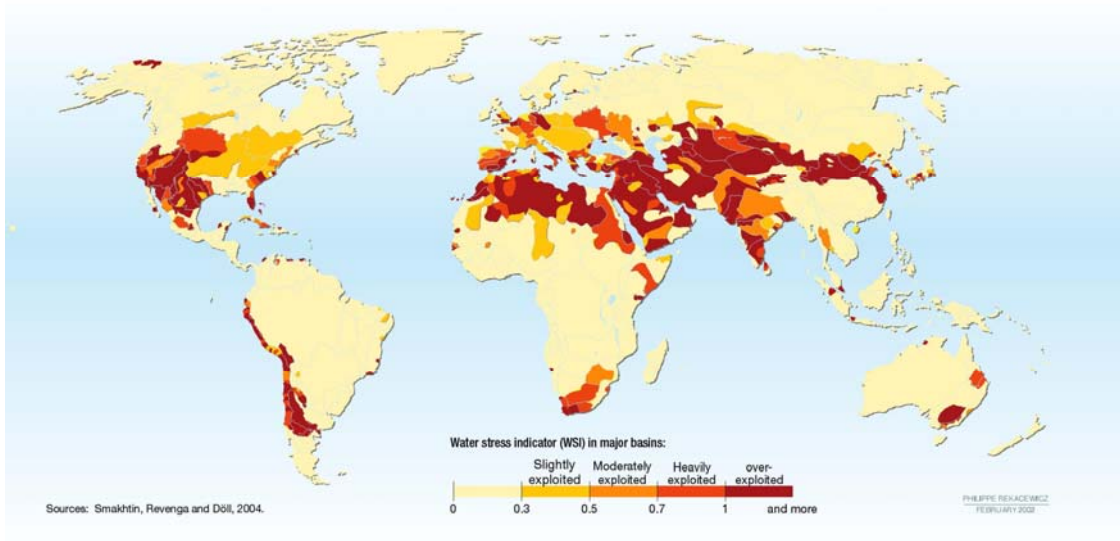 Water stress indicator (WSI) in major basins:
Slightly exploited
Moderately exploited
Heavily exploited
over-exploited
0 0.3 0.5 0.7 1 and more
Sources: Smakhtin, Revenga and Döll, 2004.
PHILIPPE REKACEWICZ
FEBRUARY 2002